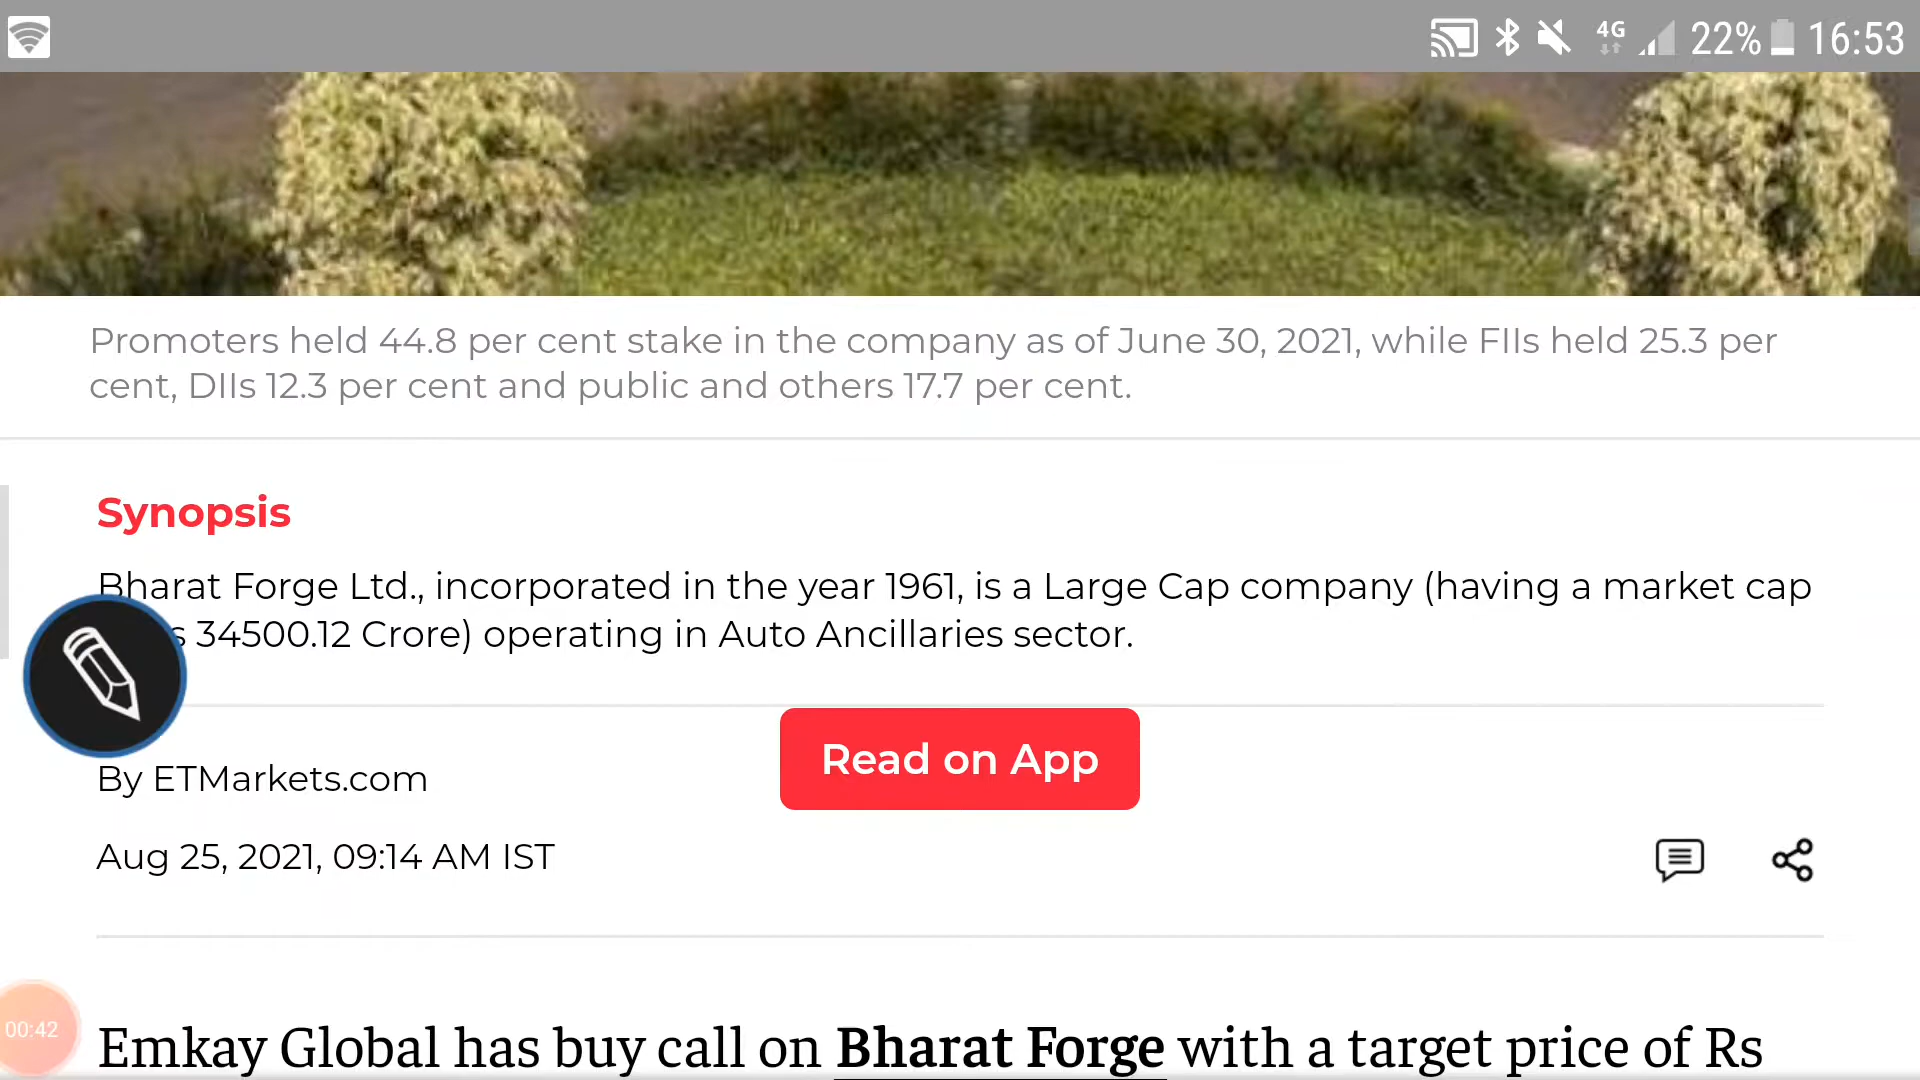 4G 22% 16:53
Promoters held 44.8 per cent stake in the company as of June 30, 2021, while FIIs held 25.3 per
cent, DIIs 12.3 per cent and public and others 17.7 per cent.
Synopsis
Bharat Forge Ltd., incorporated in the year 1961, is a Large Cap company (having a market cap
34500.12 Crore) operating in Auto Ancillaries sector.
Read on App
By ETMarkets.com
Aug 25, 2021, 09:14 AM IST
00:42
Emkay Global has buy call on Bharat Forge with a target price of Rs